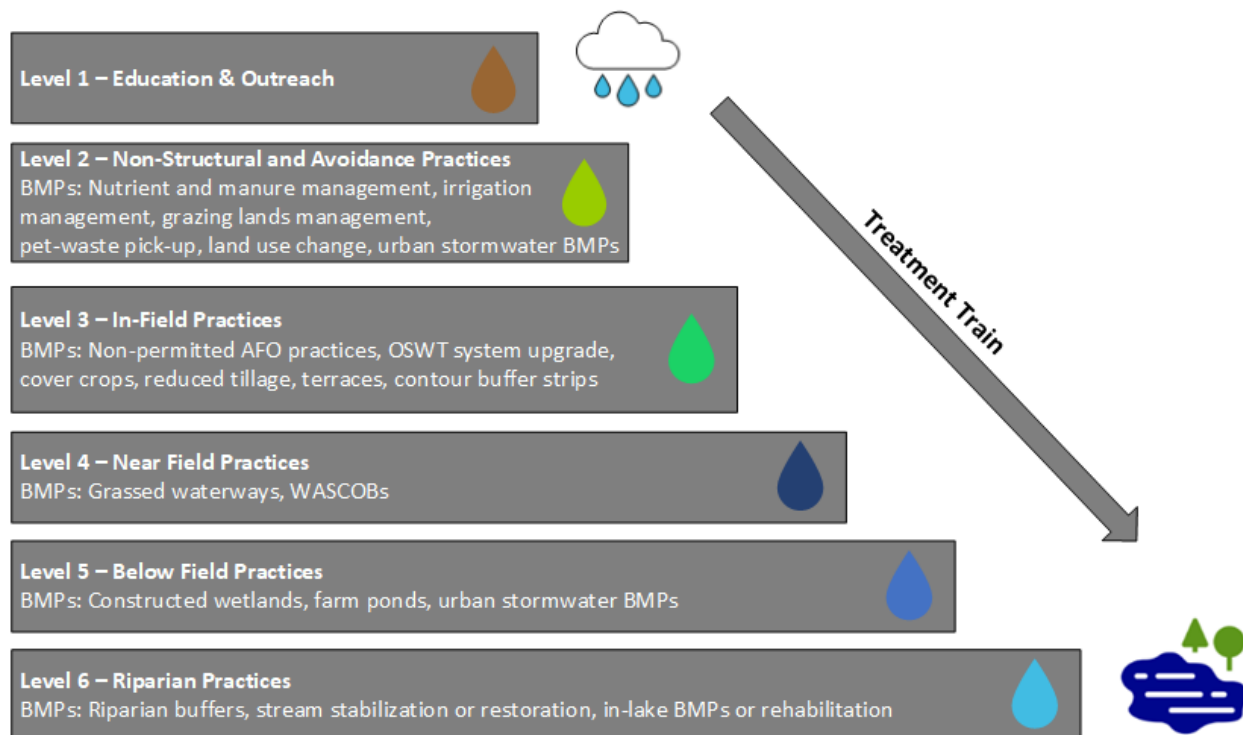 Level 1 – Education & Outreach
Level 2 – Non-Structural and Avoidance Practices
BMPs: Nutrient and manure management, irrigation
management, grazing lands management,
pet-waste pick-up, land use change, urban stormwater BMPs
Treatment Train
Level 3 – In-Field Practices
BMPs: Non-permitted AFO practices, OSWT system upgrade,
cover crops, reduced tillage, terraces, contour buffer strips
Level 4 – Near Field Practices
BMPs: Grassed waterways, WASCOBs
Level 5 – Below Field Practices
BMPs: Constructed wetlands, farm ponds, urban stormwater BMPs
Level 6 – Riparian Practices
BMPs: Riparian buffers, stream stabilization or restoration, in-lake BMPs or rehabilitation